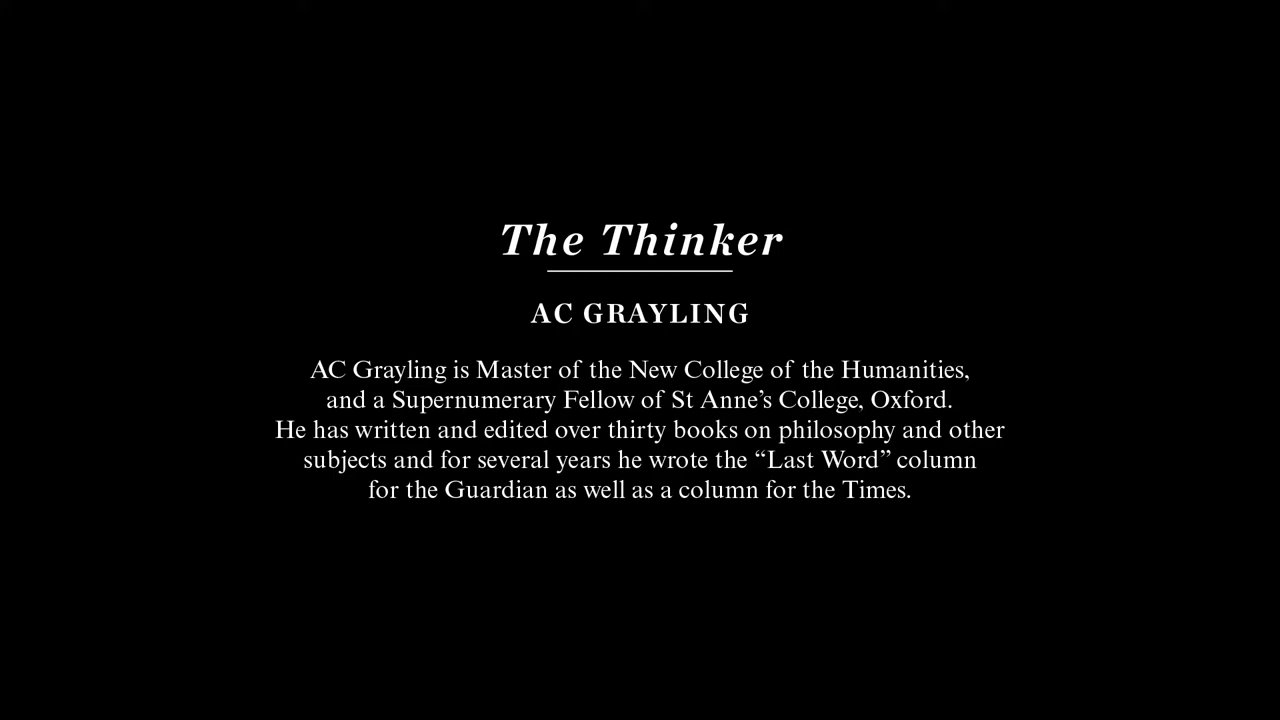 The Thinker
AC GRAYLING
AC Grayling is Master of the New College of the Humanities,
and a Supernumerary Fellow of St Anne’s College, Oxford.
He has written and edited over thirty books on philosophy and other
subjects and for several years he wrote the “Last Word” column
for the Guardian as well as a column for the Times.